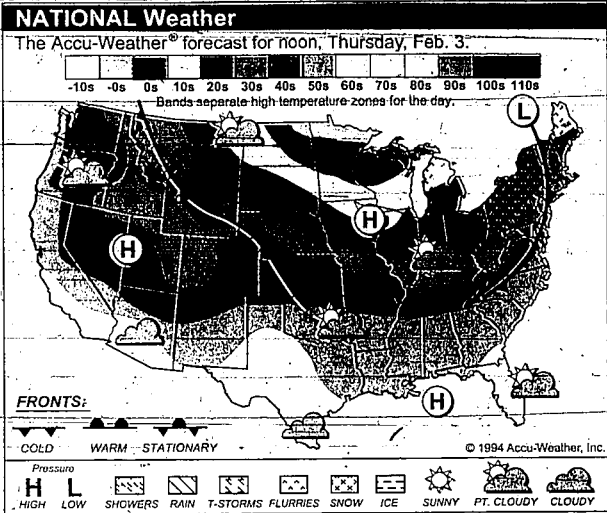 NATIONAL Weather
The Accu-Weather® forecast for noon, Thursday, Feb. 3.
-10s -0s 0s 10s 20s 30s 40s 50s 60s 70s 80s 90s 100s 110s
Bands separate high temperature zones for the day.
L
H
H
H
FRONTS:
COLD WARM STATIONARY
© 1994 Accu-Weather, Inc.
Pressure
H L
HIGH LOW SHOWERS RAIN T-STORMS FLURRIES SNOW ICE SUNNY PT. CLOUDY CLOUDY